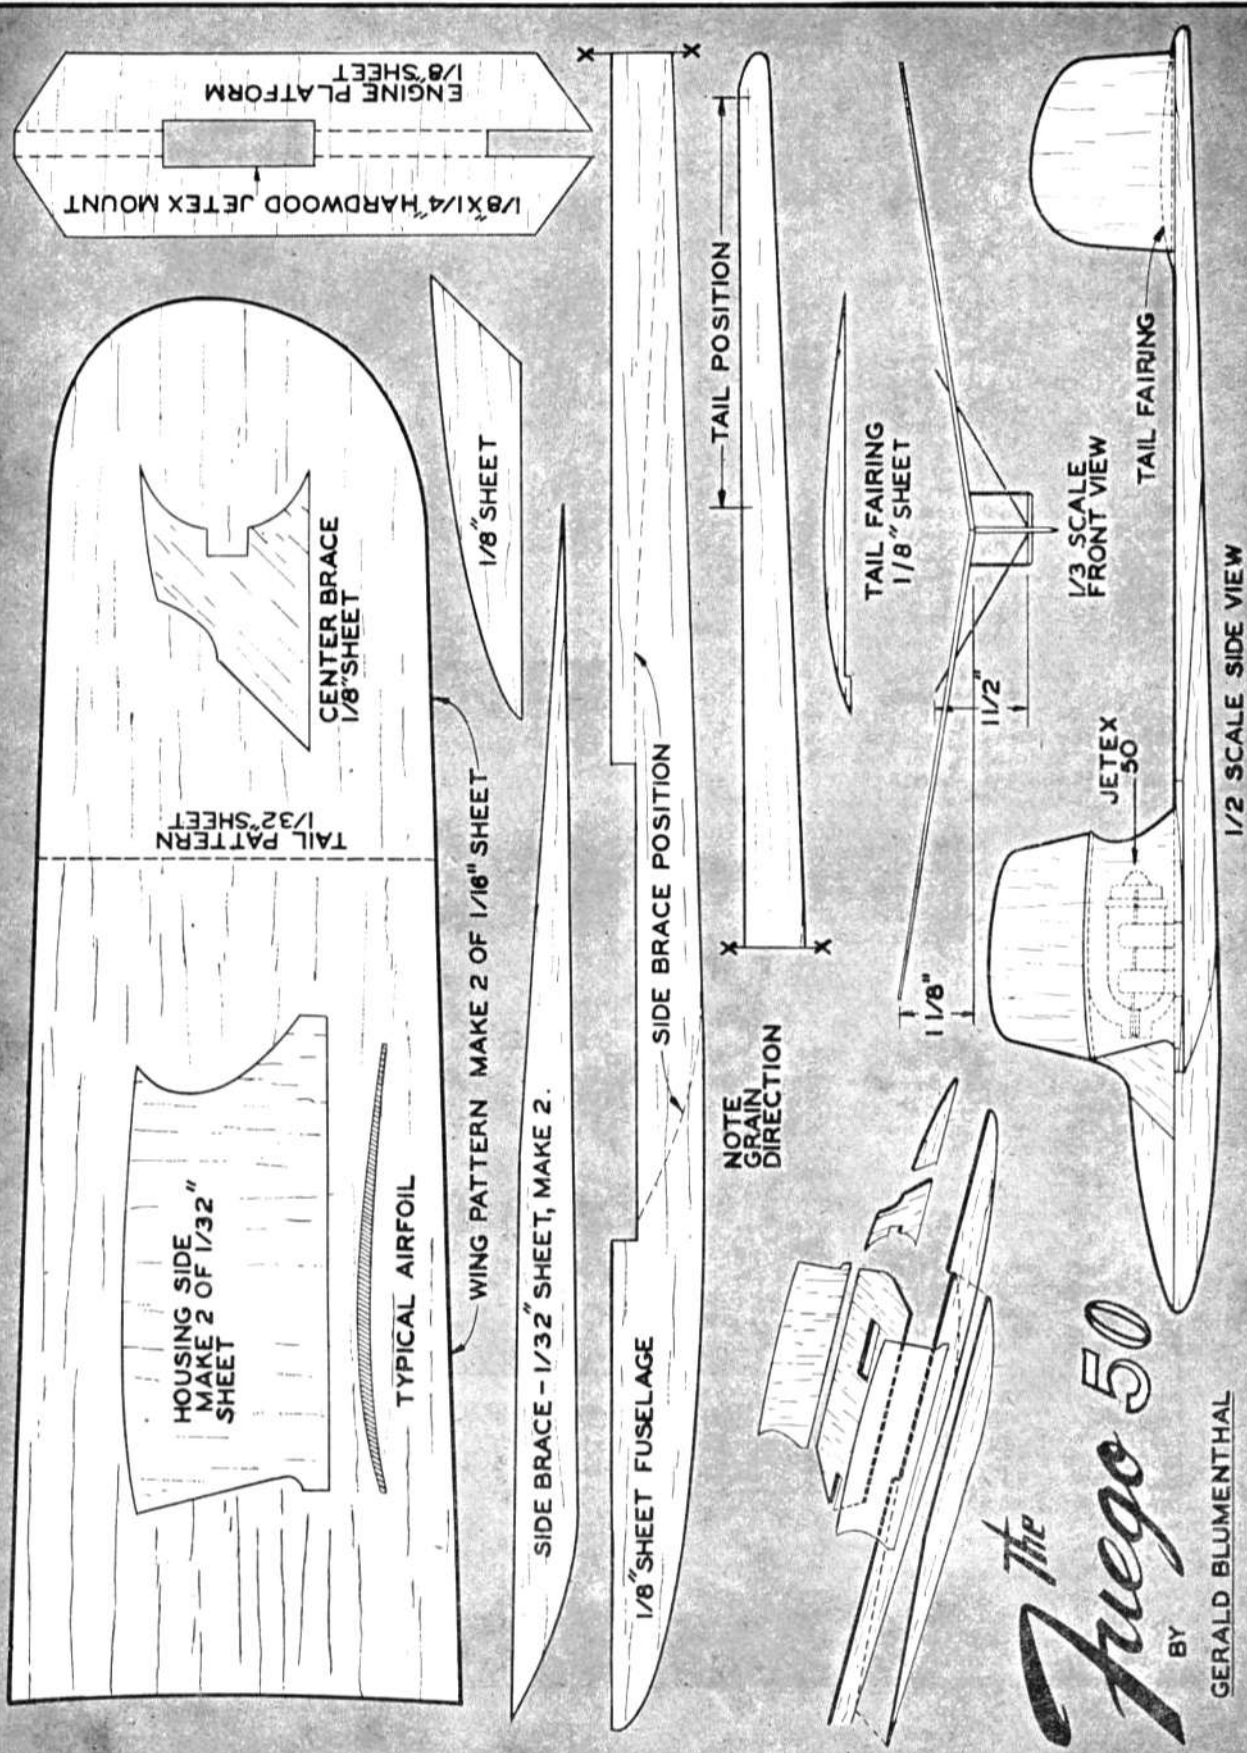 ENGINE PLATFORM
1/8" SHEET
1/8"X1/4" HARDWOOD JETEX MOUNT
CENTER BRACE
1/8"SHEET
TAIL PATTERN
1/32"SHEET
HOUSING SIDE
MAKE 2 OF 1/32"
SHEET
TYPICAL AIRFOIL
WING PATTERN MAKE 2 OF 1/16" SHEET
1/8"SHEET
SIDE BRACE - 1/32" SHEET, MAKE 2.
X
X
1/8" SHEET FUSELAGE
SIDE BRACE POSITION
TAIL POSITION
X
X
NOTE
GRAIN
DIRECTION
TAIL FAIRING
1/8" SHEET
1 1/8"
1 1/2"
1/3 SCALE
FRONT VIEW
TAIL FAIRING
JETEX
50
1/2 SCALE SIDE VIEW
The
Fuego 50
BY
GERALD BLUMENTHAL